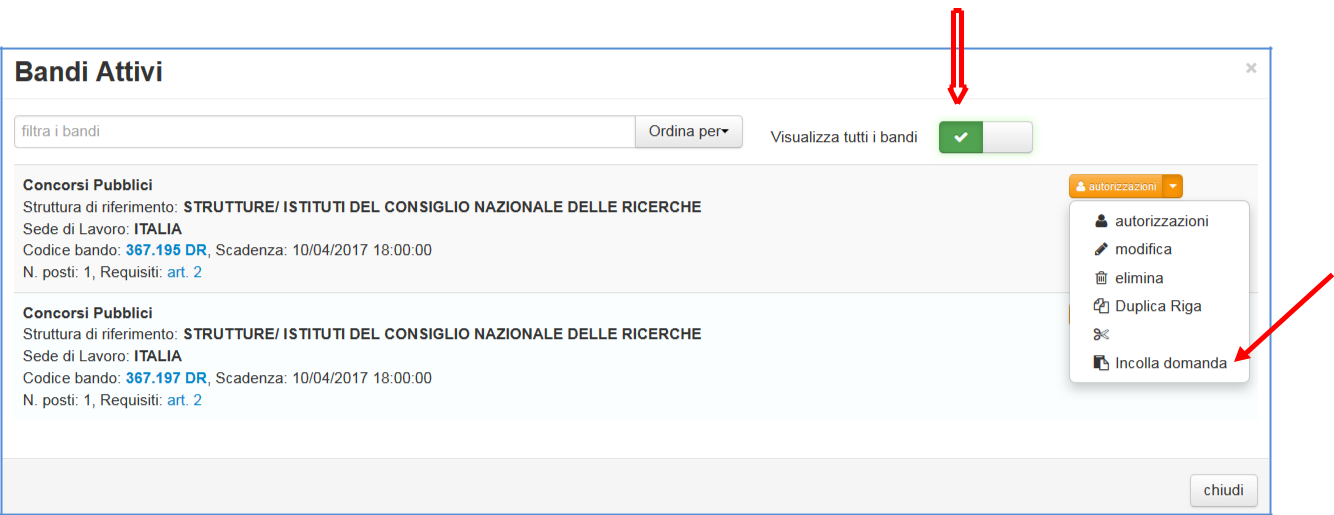 Bandi Attivi
×
filtra i bandi
Ordina per
Visualizza tutti i bandi
Concorsi Pubblici
Struttura di riferimento: STRUTTURE/ ISTITUTI DEL CONSIGLIO NAZIONALE DELLE RICERCHE
Sede di Lavoro: ITALIA
Codice bando: 367.195 DR, Scadenza: 10/04/2017 18:00:00
N. posti: 1, Requisiti: art. 2
autorizzazioni
autorizzazioni
modifica
elimina
Duplica Riga
Incolla domanda
Concorsi Pubblici
Struttura di riferimento: STRUTTURE/ ISTITUTI DEL CONSIGLIO NAZIONALE DELLE RICERCHE
Sede di Lavoro: ITALIA
Codice bando: 367.197 DR, Scadenza: 10/04/2017 18:00:00
N. posti: 1, Requisiti: art. 2
chiudi